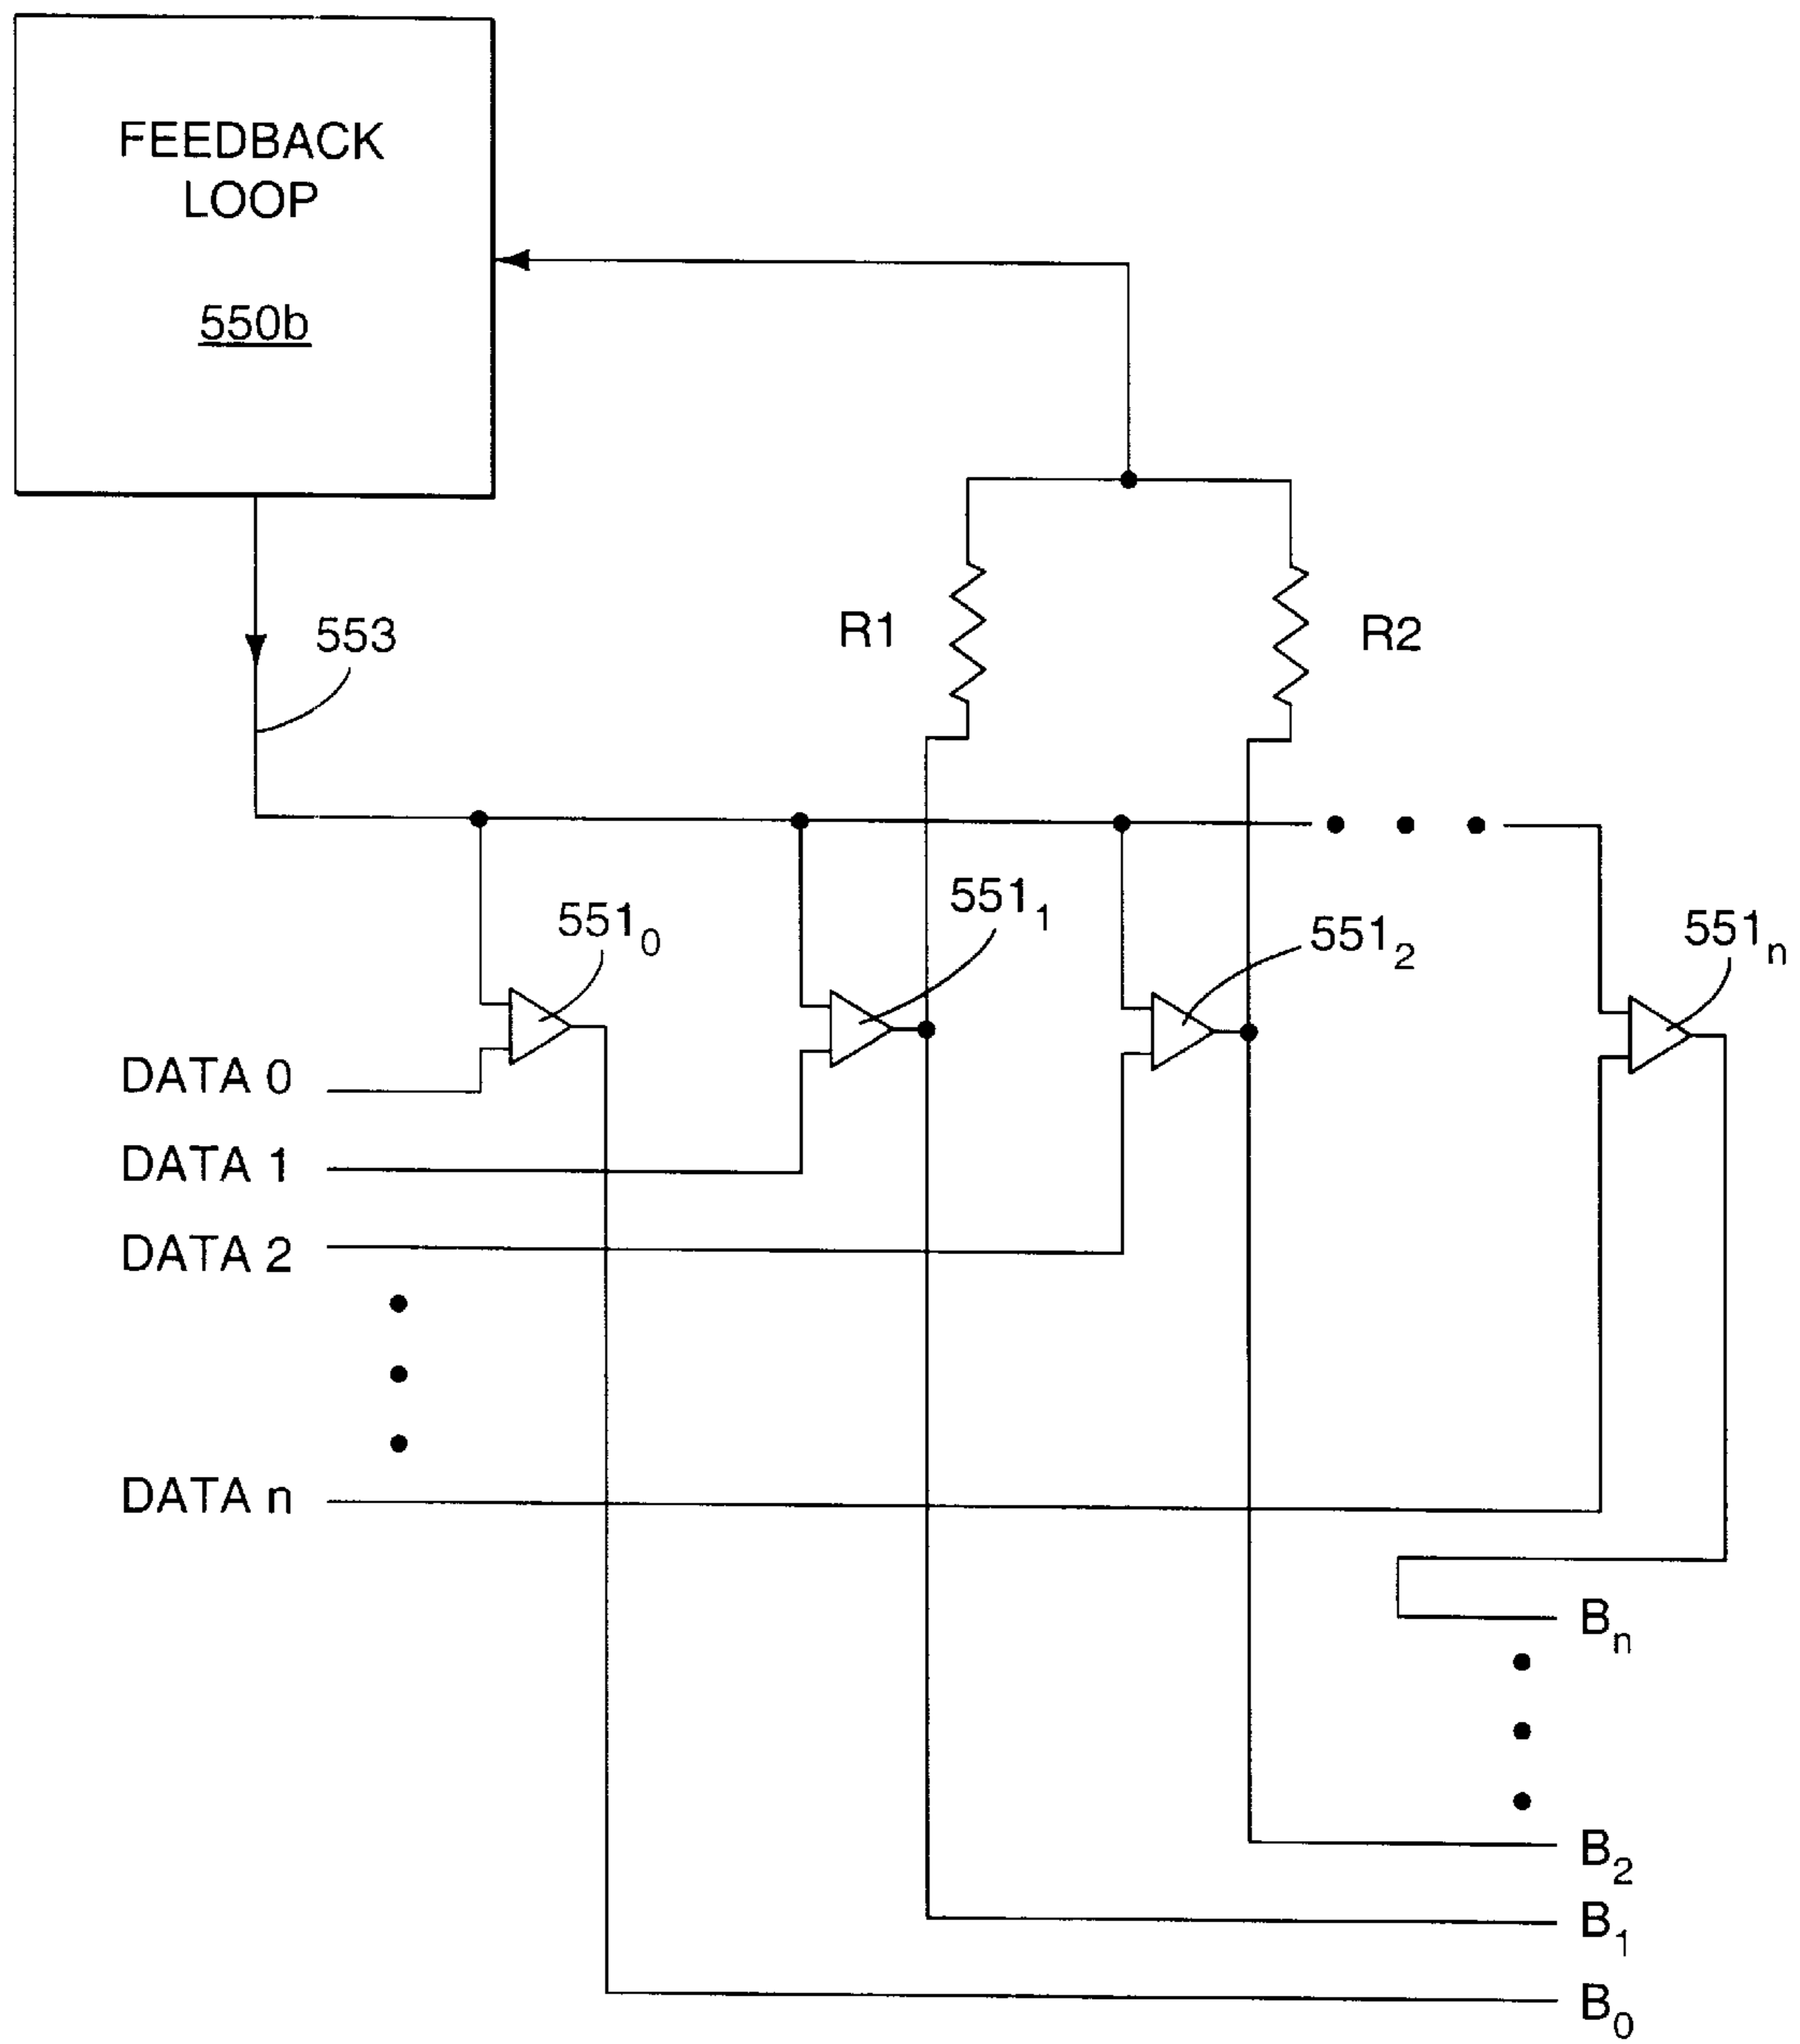 FEEDBACK
LOOP
550b
553
R1
R2
551₀
551₁
551₂
551ₙ
DATA 0
DATA 1
DATA 2
DATA n
Bₙ
B₂
B₁
B₀